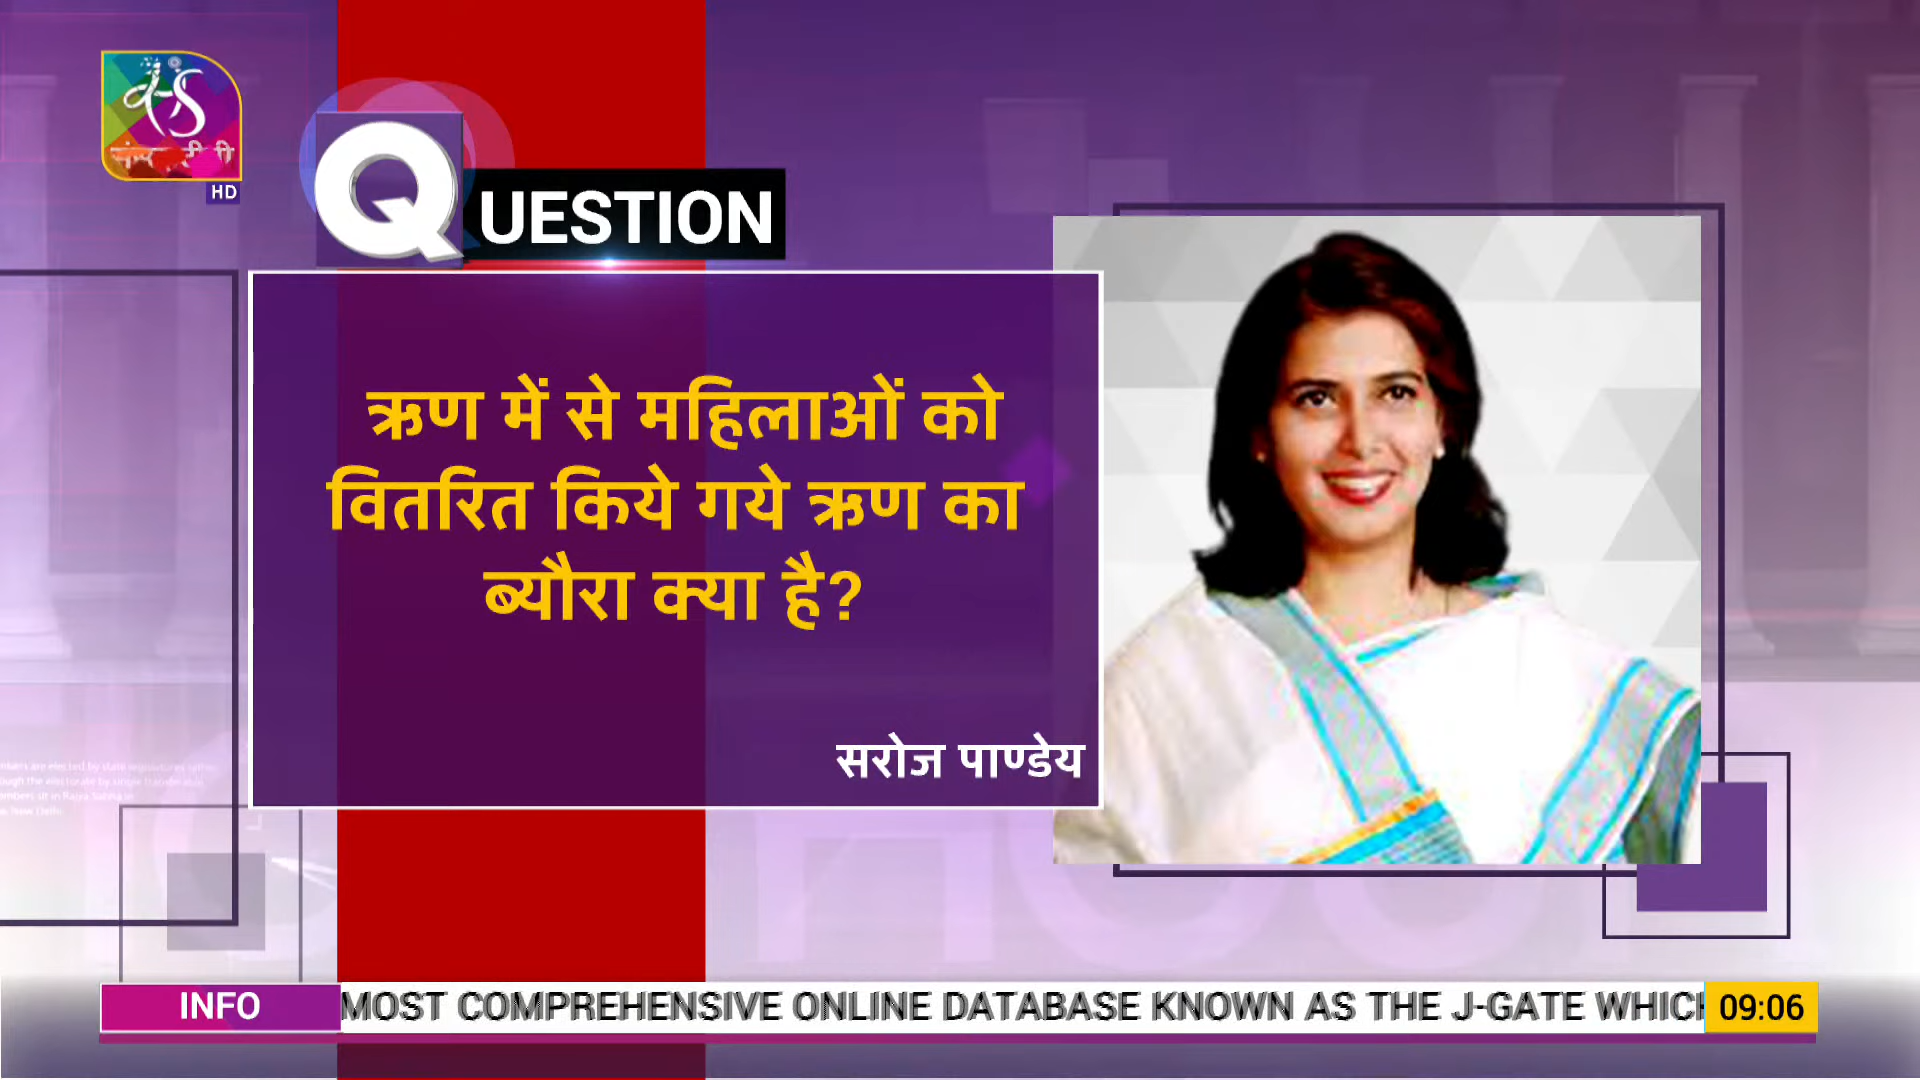 HD
QUESTION
ऋण में से महिलाओं को
वितरित किये गये ऋण का
ब्यौरा क्या है?
सरोज पाण्डेय
INFO
MOST COMPREHENSIVE ONLINE DATABASE KNOWN AS THE J-GATE WHICH
09:06